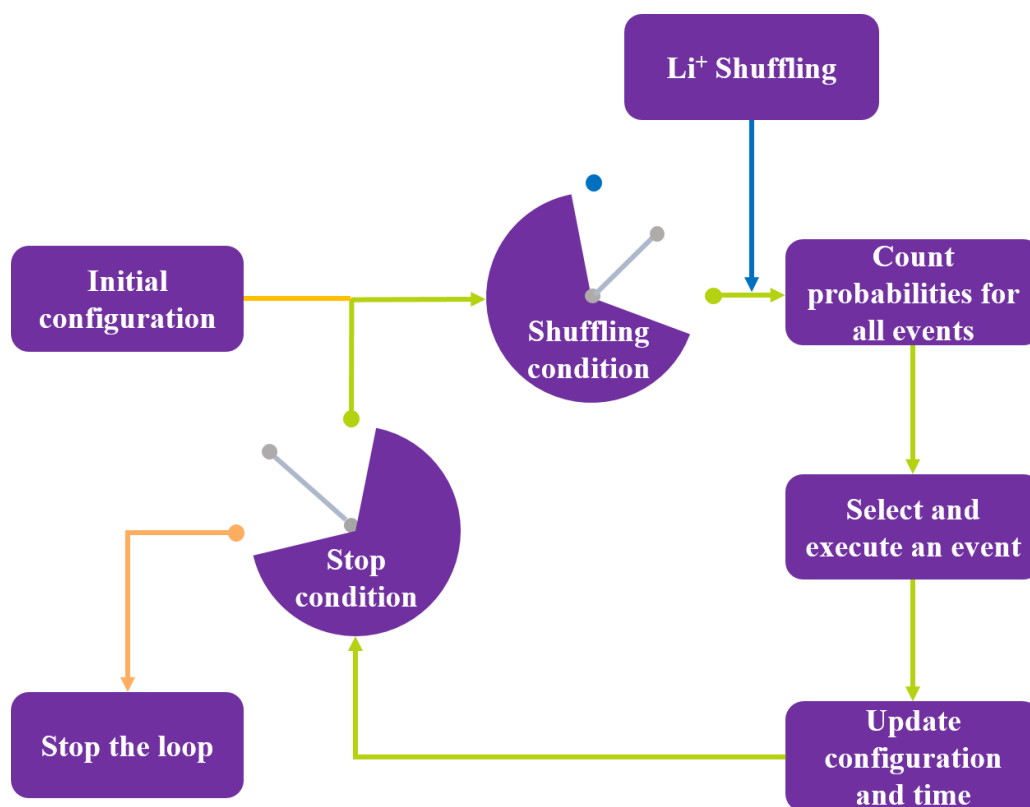 Li⁺ Shuffling
Initial
configuration
Shuffling
condition
Count
probabilities for
all events
Stop
condition
Select and
execute an event
Stop the loop
Update
configuration
and time